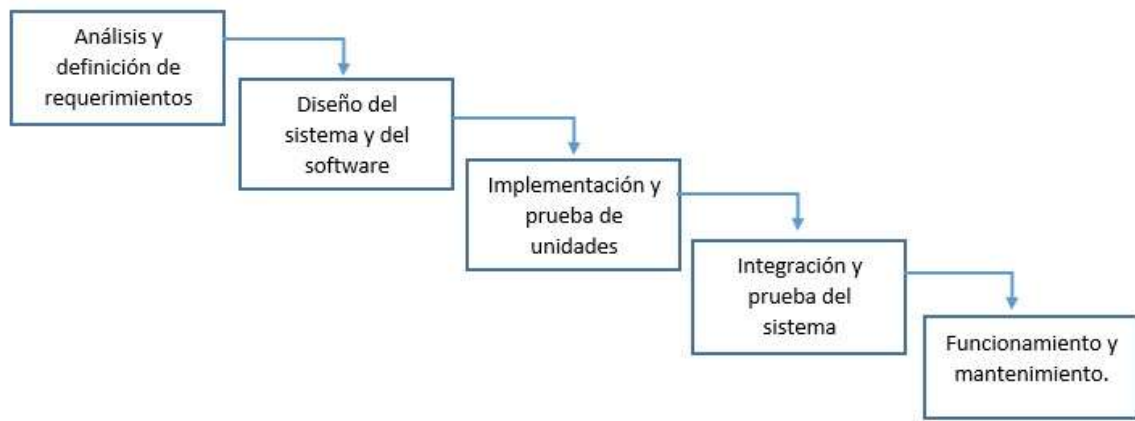 Análisis y
definición de
requerimientos
Diseño del
sistema y del
software
Implementación y
prueba de
unidades
Integración y
prueba del
sistema
Funcionamiento y
mantenimiento.